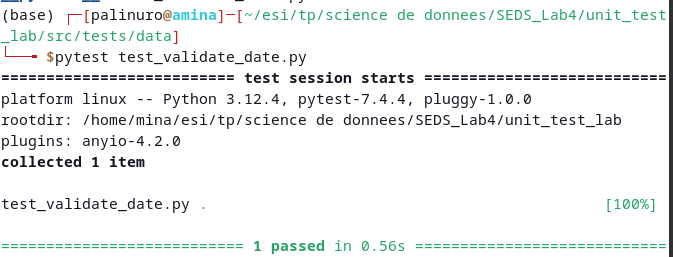 (base) ┌─[palinuro@amina]─[~/esi/tp/science de donnees/SEDS_Lab4/unit_test
_lab/src/tests/data]
└──╼ $pytest test_validate_date.py
========================== test session starts ===========================
platform linux -- Python 3.12.4, pytest-7.4.4, pluggy-1.0.0
rootdir: /home/mina/esi/tp/science de donnees/SEDS_Lab4/unit_test_lab
plugins: anyio-4.2.0
collected 1 item
test_validate_date.py . [100%]
=========================== 1 passed in 0.56s ============================